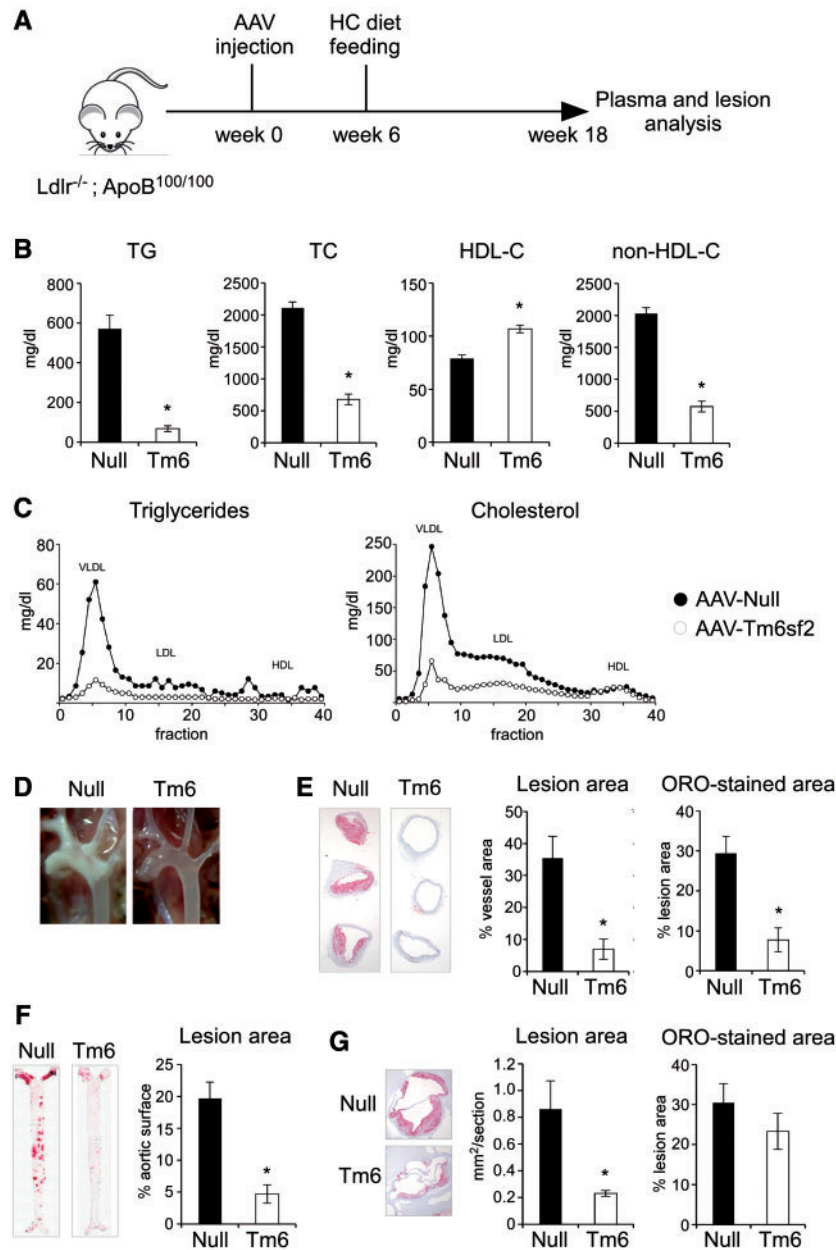 A
AAV
injection
HC diet
feeding
week 0
week 6
week 18
Plasma and lesion
analysis
Ldlr-/- ; ApoB100/100
B
TG
mg/dl
800
600
400
200
0
Null Tm6
*
TC
mg/dl
2500
2000
1500
1000
500
0
Null Tm6
*
HDL-C
mg/dl
150
100
50
0
Null Tm6
*
non-HDL-C
mg/dl
2500
2000
1500
1000
500
0
Null Tm6
*
C
Triglycerides
mg/dl
80
60
40
20
VLDL
LDL
HDL
0 10 20 30 40
fraction
Cholesterol
mg/dl
250
200
150
100
50
VLDL
LDL
HDL
0 10 20 30 40
fraction
AAV-Null
AAV-Tm6sf2
D
Null Tm6
E
Null Tm6
Lesion area
% vessel area
50
40
30
20
10
0
Null Tm6
*
ORO-stained area
% lesion area
40
30
20
10
0
Null Tm6
*
F
Null Tm6
Lesion area
% aortic surface
25
20
15
10
5
0
Null Tm6
*
G
Null
Tm6
Lesion area
mm2/section
1.2
1.0
0.8
0.6
0.4
0.2
0
Null Tm6
*
ORO-stained area
% lesion area
40
30
20
10
0
Null Tm6